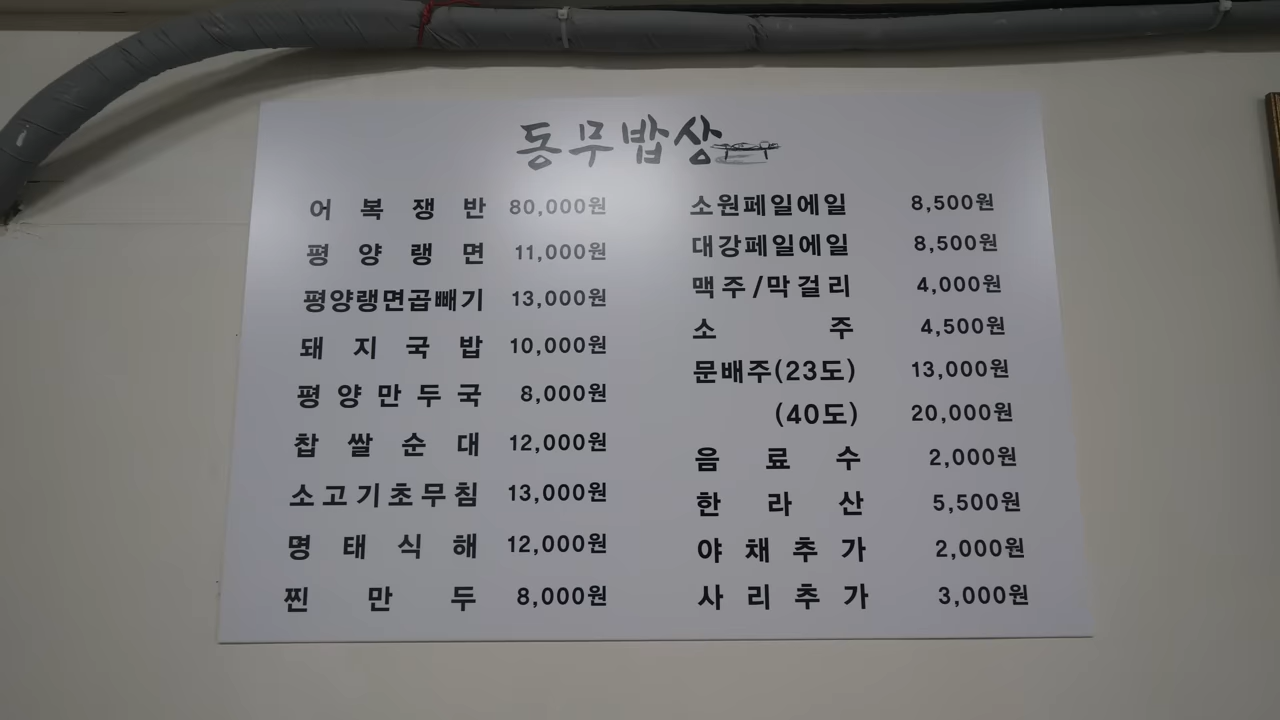 동무밥상
어복쟁반 80,000원
평양랭면 11,000원
평양랭면곱빼기 13,000원
돼지국밥 10,000원
평양만두국 8,000원
찹쌀순대 12,000원
소고기초무침 13,000원
명태식해 12,000원
찐만두 8,000원
소원페일에일 8,500원
대강페일에일 8,500원
맥주/막걸리 4,000원
소주 4,500원
문배주(23도) 13,000원
(40도) 20,000원
음료수 2,000원
한라산 5,500원
야채추가 2,000원
사리추가 3,000원